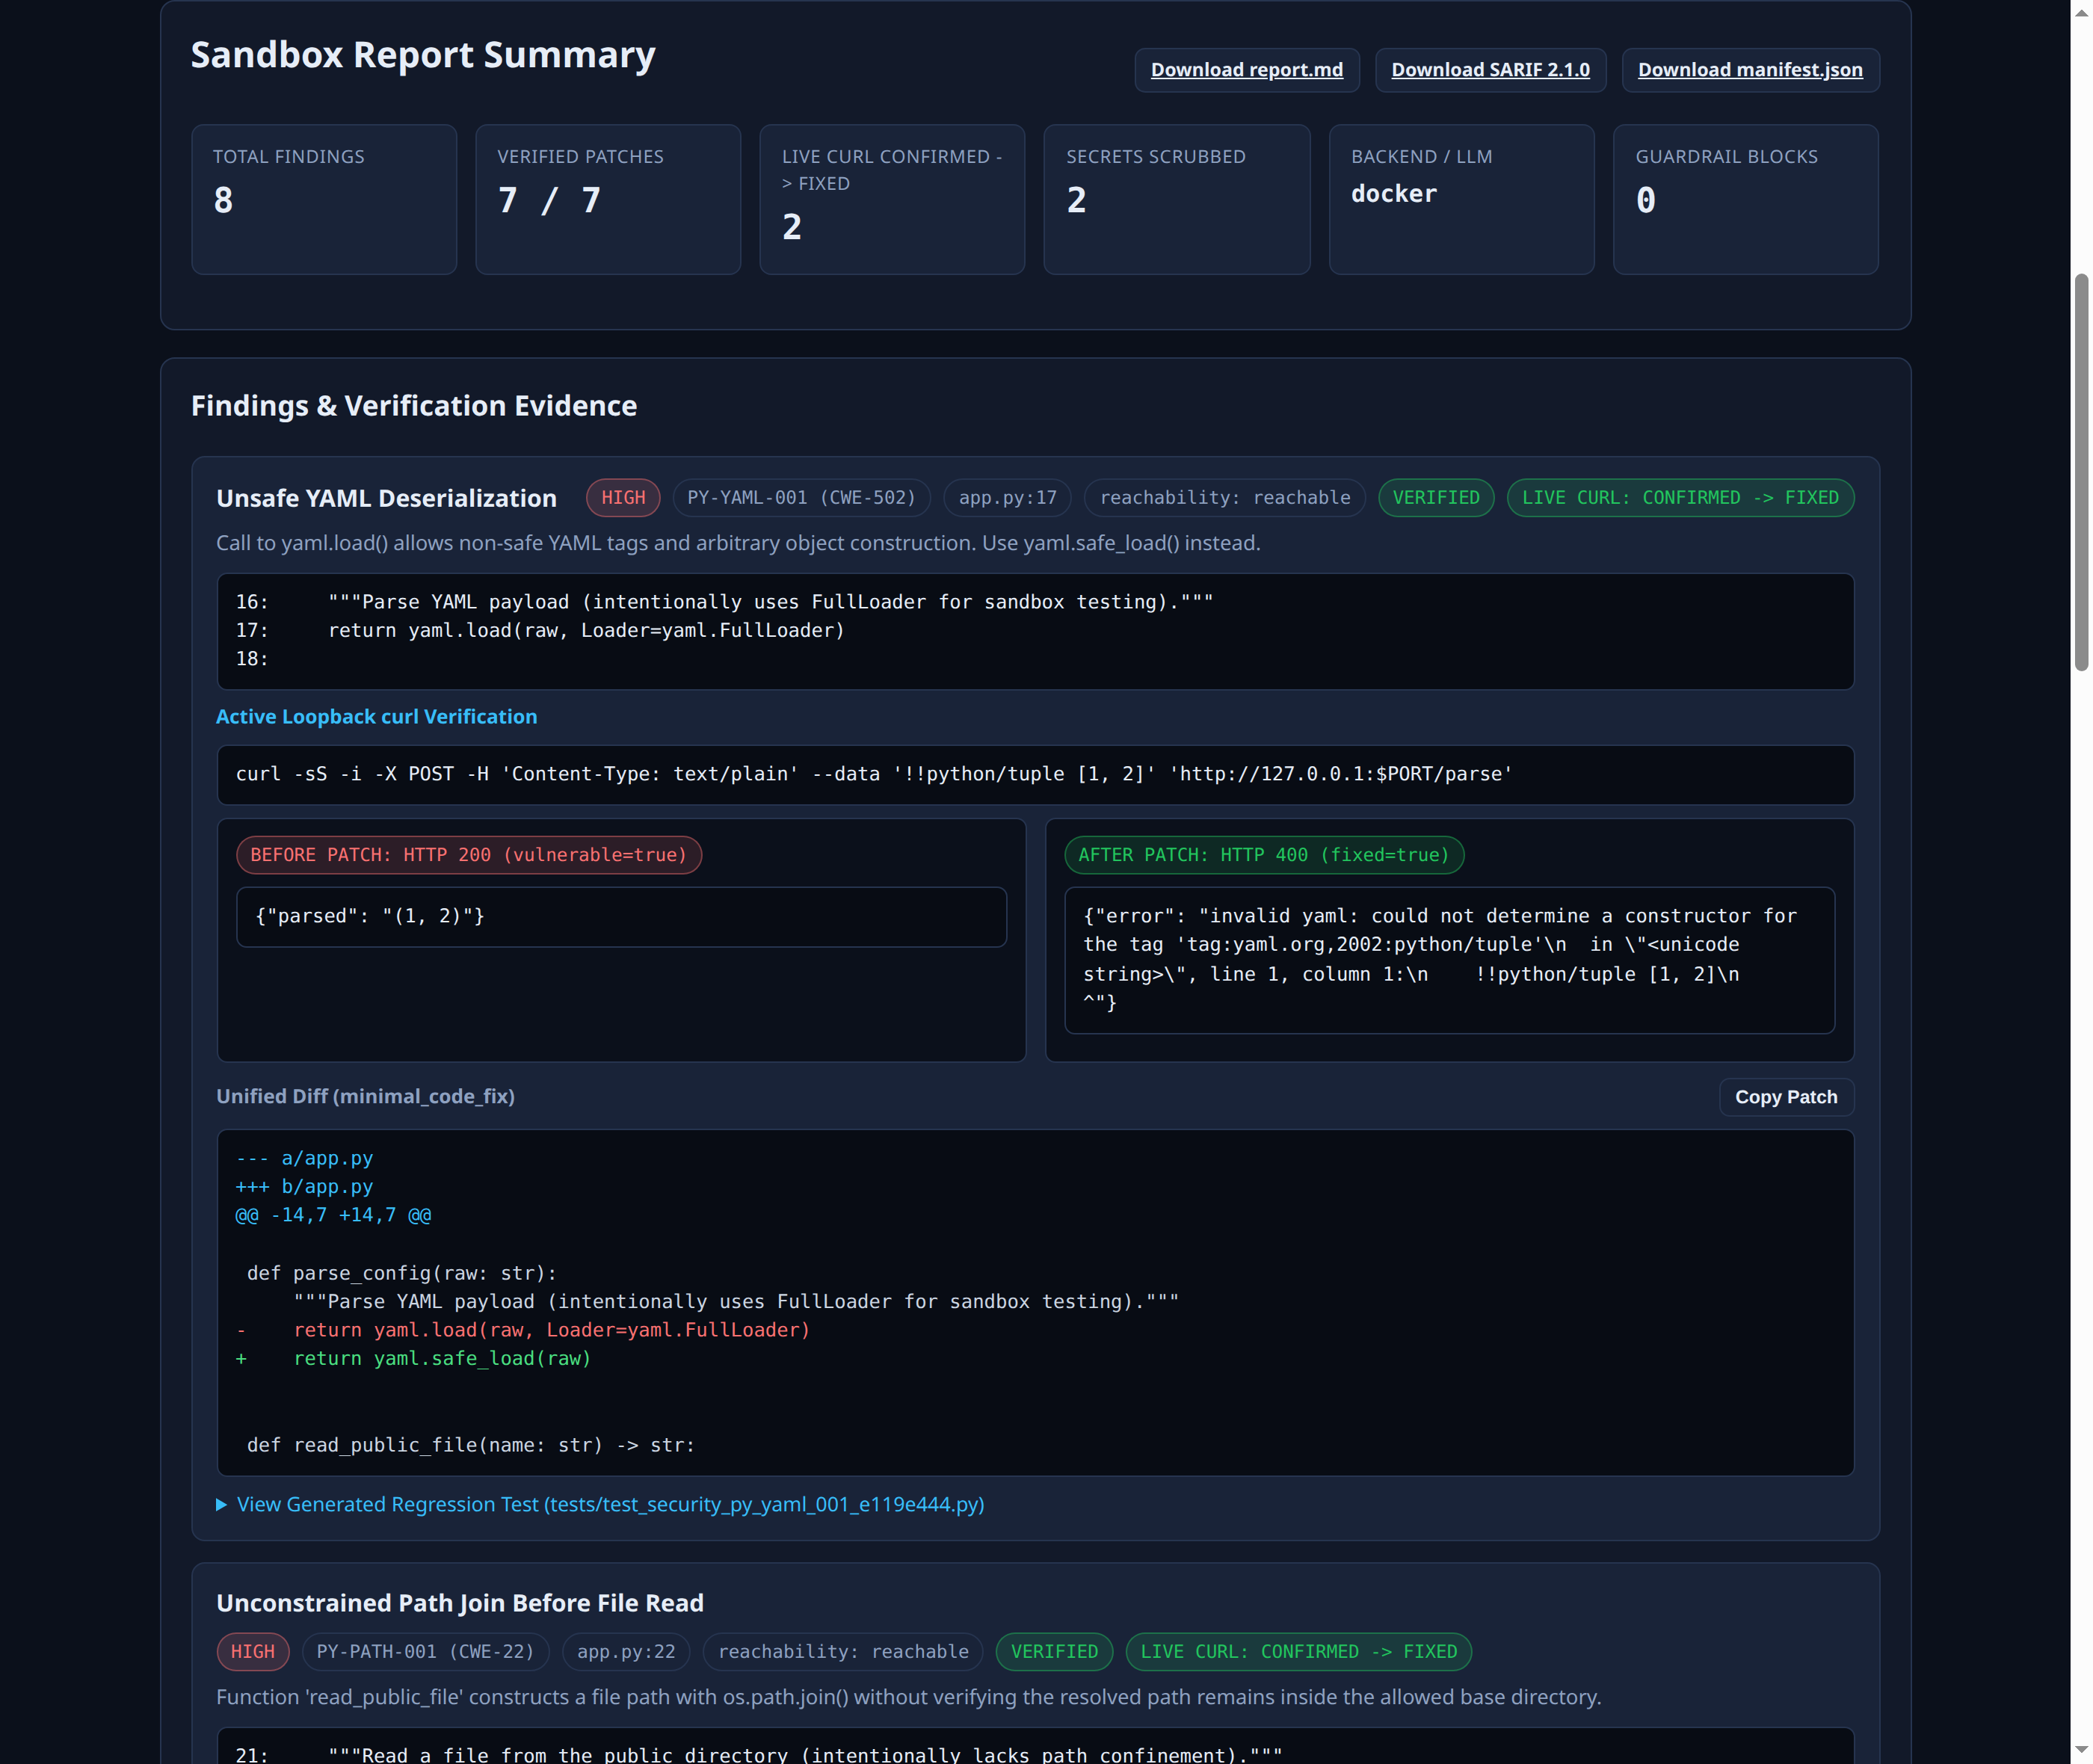 Sandbox Report Summary
Download report.md
Download SARIF 2.1.0
Download manifest.json
TOTAL FINDINGS
8
VERIFIED PATCHES
7 / 7
LIVE CURL CONFIRMED -
> FIXED
2
SECRETS SCRUBBED
2
BACKEND / LLM
docker
GUARDRAIL BLOCKS
0
Findings & Verification Evidence
Unsafe YAML Deserialization HIGH PY-YAML-001 (CWE-502) app.py:17 reachability: reachable VERIFIED LIVE CURL: CONFIRMED -> FIXED
Call to yaml.load() allows non-safe YAML tags and arbitrary object construction. Use yaml.safe_load() instead.
16:     """Parse YAML payload (intentionally uses FullLoader for sandbox testing)."""
17:     return yaml.load(raw, Loader=yaml.FullLoader)
18:
Active Loopback curl Verification
curl -sS -i -X POST -H 'Content-Type: text/plain' --data '!!python/tuple [1, 2]' 'http://127.0.0.1:$PORT/parse'
BEFORE PATCH: HTTP 200 (vulnerable=true)
{"parsed": "(1, 2)"}
AFTER PATCH: HTTP 400 (fixed=true)
{"error": "invalid yaml: could not determine a constructor for
the tag 'tag:yaml.org,2002:python/tuple'\n  in \"<unicode
string>\", line 1, column 1:\n    !!python/tuple [1, 2]\n
^"}
Unified Diff (minimal_code_fix)
Copy Patch
--- a/app.py
+++ b/app.py
@@ -14,7 +14,7 @@
 def parse_config(raw: str):
     """Parse YAML payload (intentionally uses FullLoader for sandbox testing)."""
-    return yaml.load(raw, Loader=yaml.FullLoader)
+    return yaml.safe_load(raw)
 def read_public_file(name: str) -> str:
▶ View Generated Regression Test (tests/test_security_py_yaml_001_e119e444.py)
Unconstrained Path Join Before File Read
HIGH PY-PATH-001 (CWE-22) app.py:22 reachability: reachable VERIFIED LIVE CURL: CONFIRMED -> FIXED
Function 'read_public_file' constructs a file path with os.path.join() without verifying the resolved path remains inside the allowed base directory.
21:     """Read a file from the public directory (intentionally lacks path confinement)."""